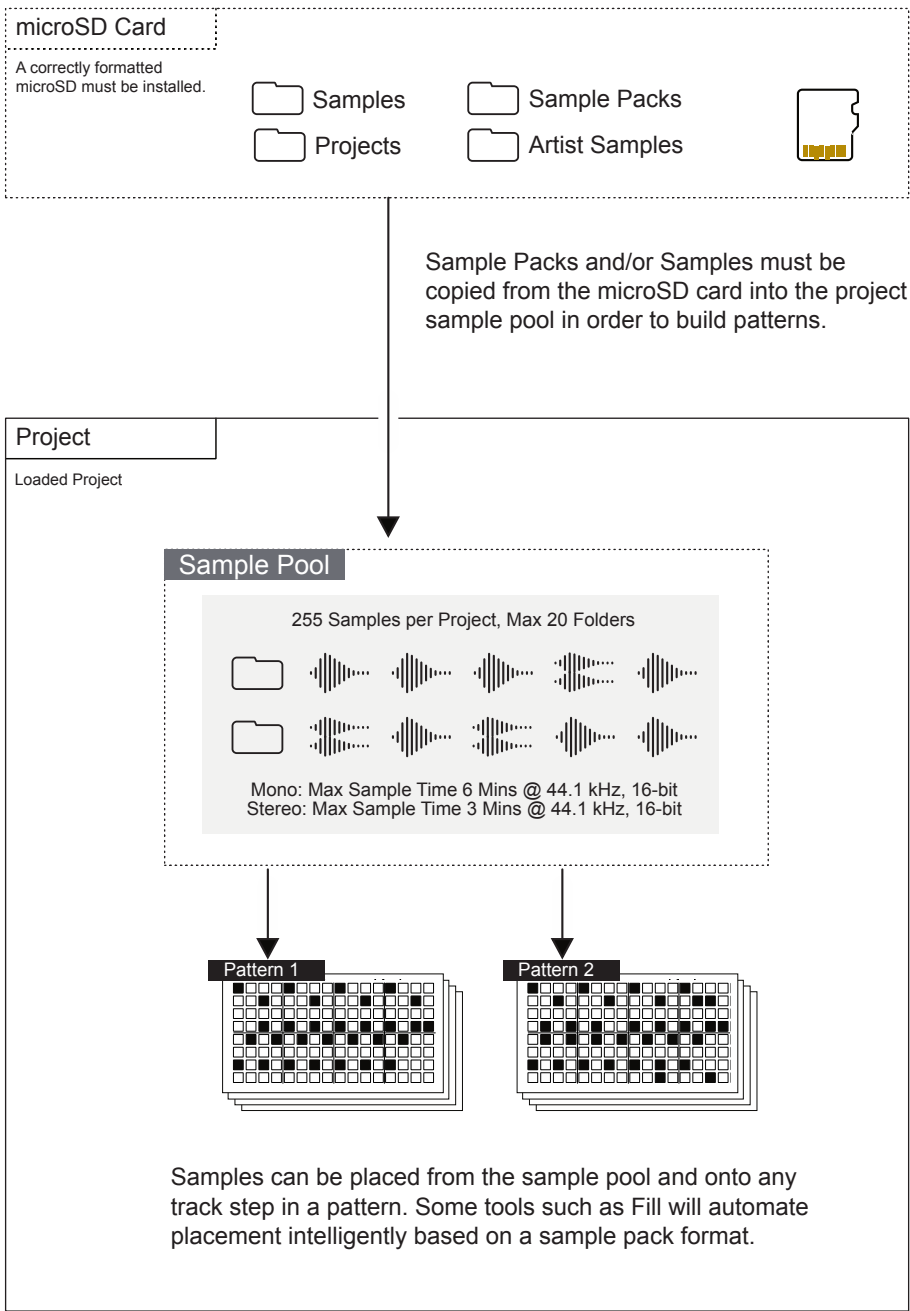 microSD Card
A correctly formatted
microSD must be installed.
Samples
Sample Packs
Projects
Artist Samples
Sample Packs and/or Samples must be
copied from the microSD card into the project
sample pool in order to build patterns.
Project
Loaded Project
Sample Pool
255 Samples per Project, Max 20 Folders
Mono: Max Sample Time 6 Mins @ 44.1 kHz, 16-bit
Stereo: Max Sample Time 3 Mins @ 44.1 kHz, 16-bit
Pattern 1
Pattern 2
Samples can be placed from the sample pool and onto any
track step in a pattern. Some tools such as Fill will automate
placement intelligently based on a sample pack format.